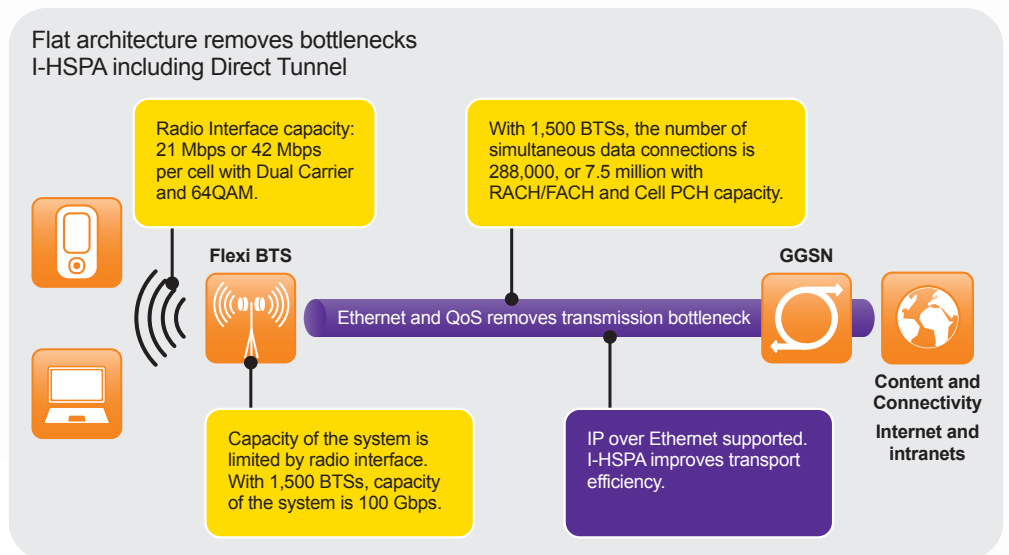 Flat architecture removes bottlenecks
I-HSPA including Direct Tunnel
Radio Interface capacity:
21 Mbps or 42 Mbps
per cell with Dual Carrier
and 64QAM.
With 1,500 BTSs, the number of
simultaneous data connections is
288,000, or 7.5 million with
RACH/FACH and Cell PCH capacity.
Flexi BTS
GGSN
Ethernet and QoS removes transmission bottleneck
Content and
Connectivity
Internet and
intranets
Capacity of the system is
limited by radio interface.
With 1,500 BTSs, capacity
of the system is 100 Gbps.
IP over Ethernet supported.
I-HSPA improves transport
efficiency.